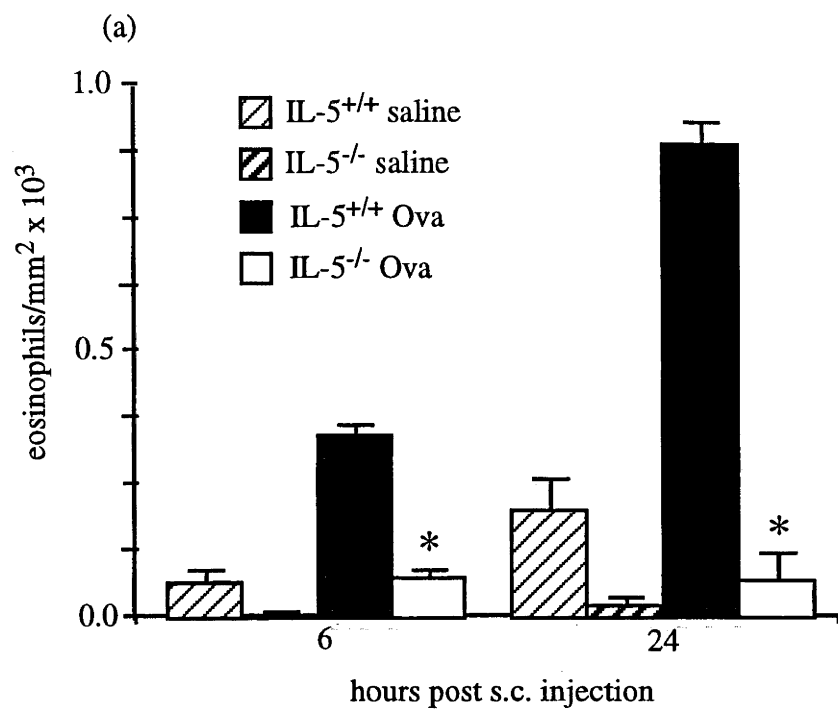 (a)
1.0
IL-5+/+ saline
IL-5-/- saline
IL-5+/+ Ova
IL-5-/- Ova
eosinophils/mm2 x 103
0.5
*
*
0.0
6
24
hours post s.c. injection